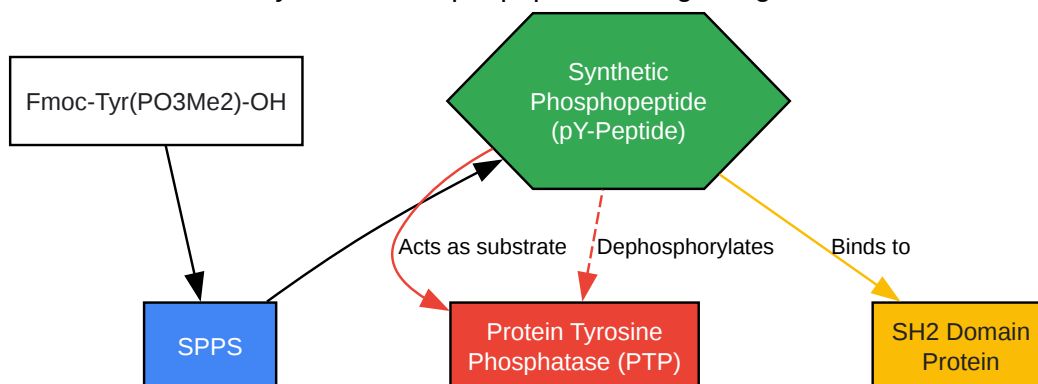 Synthetic
Phosphopeptide
(pY-Peptide)
Fmoc-Tyr(PO3Me2)-OH
Acts as substrate
Dephosphorylates
Binds to
SPPS
Protein Tyrosine
Phosphatase (PTP)
SH2 Domain
Protein